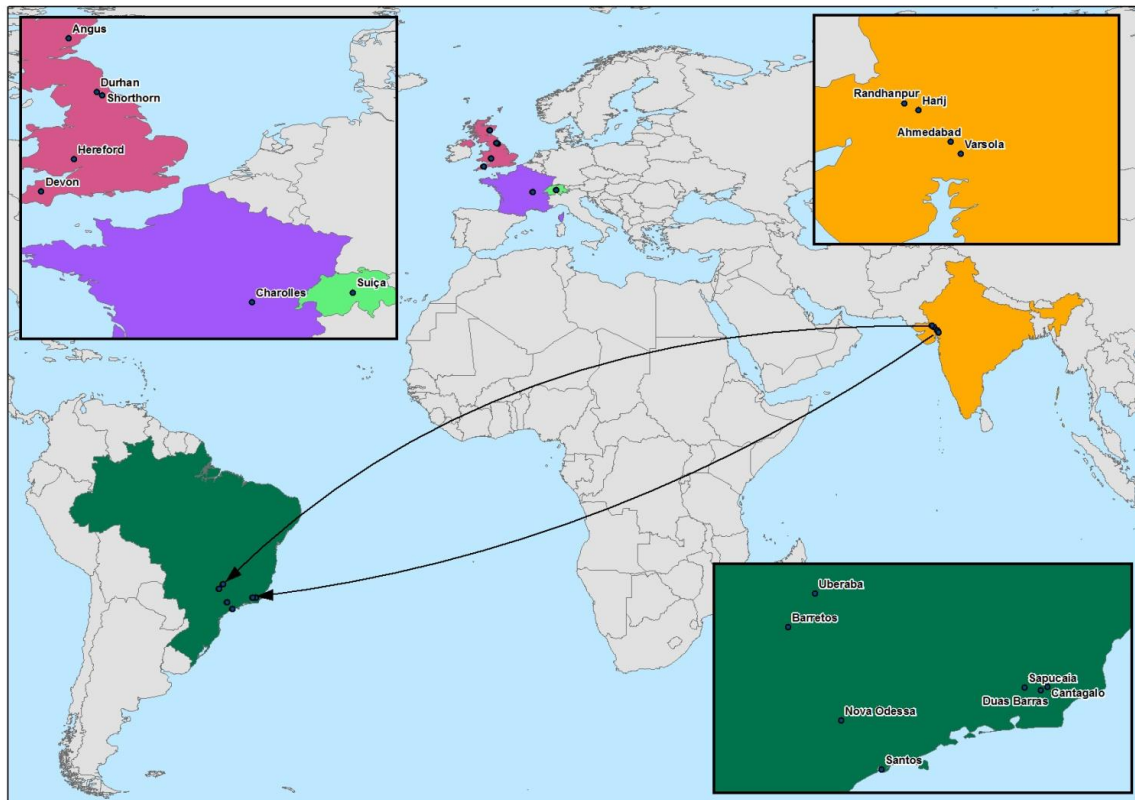 Angus
Durhan
Shorthorn
Hereford
Devon
Charolles
Suiça
Randhanpur
Harij
Ahmedabad
Varsola
Uberaba
Barretos
Sapucaia
Cantagalo
Duas Barras
Nova Odessa
Santos